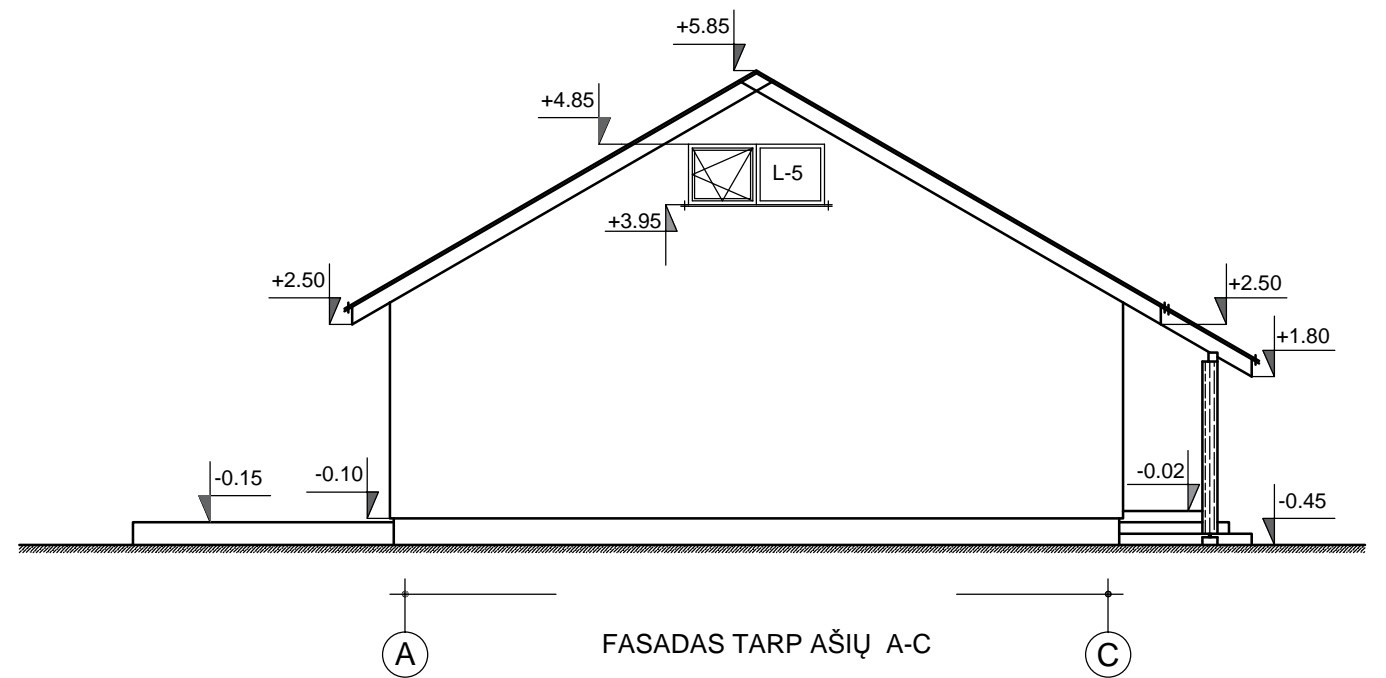 +5.85
+4.85
L-5
+3.95
+2.50
+2.50
+1.80
-0.15
-0.10
-0.02
-0.45
FASADAS TARP AŠIŲ A-C
A
C